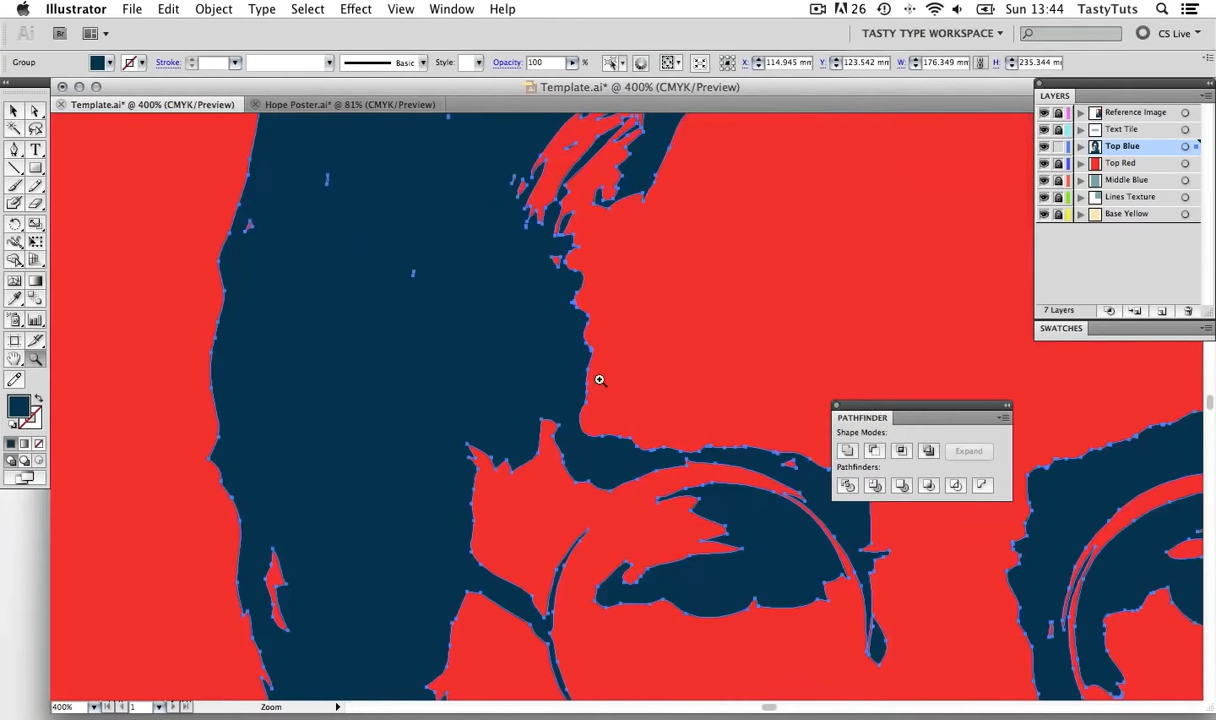 Illustrator File Edit Object Type Select Effect View Window Help 26 Sun 13:44 TastyTuts
Ai Br TASTY TYPE WORKSPACE CS Live
Group Stroke: Basic Style: Opacity: 100 % X: 114.945 mm Y: 123.542 mm W: 176.349 mm H: 235.344 mm
Template.ai* @ 400% (CMYK/Preview)
Template.ai* @ 400% (CMYK/Preview) Hope Poster.ai* @ 81% (CMYK/Preview)
LAYERS
Reference Image
Text Tile
Top Blue
Top Red
Middle Blue
Lines Texture
Base Yellow
7 Layers
SWATCHES
PATHFINDER
Shape Modes:
Expand
Pathfinders:
400% 1 Zoom